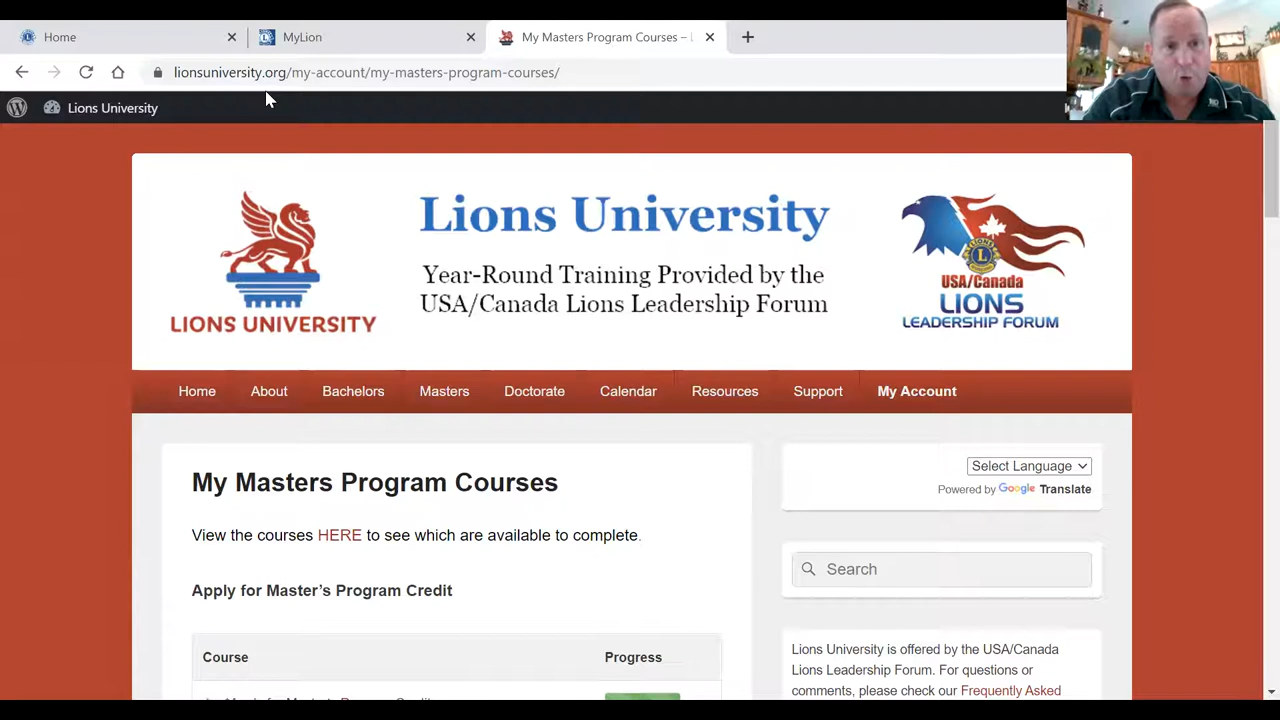 Home
MyLion
My Masters Program Courses –
lionsuniversity.org/my-account/my-masters-program-courses/
Lions University
LIONS UNIVERSITY
Lions University
Year-Round Training Provided by the
USA/Canada Lions Leadership Forum
L
USA/Canada
LIONS
LEADERSHIP FORUM
Home About Bachelors Masters Doctorate Calendar Resources Support My Account
My Masters Program Courses
View the courses HERE to see which are available to complete.
Apply for Master's Program Credit
Course Progress
Select Language
Powered by Google Translate
Search
Lions University is offered by the USA/Canada
Lions Leadership Forum. For questions or
comments, please check our Frequently Asked